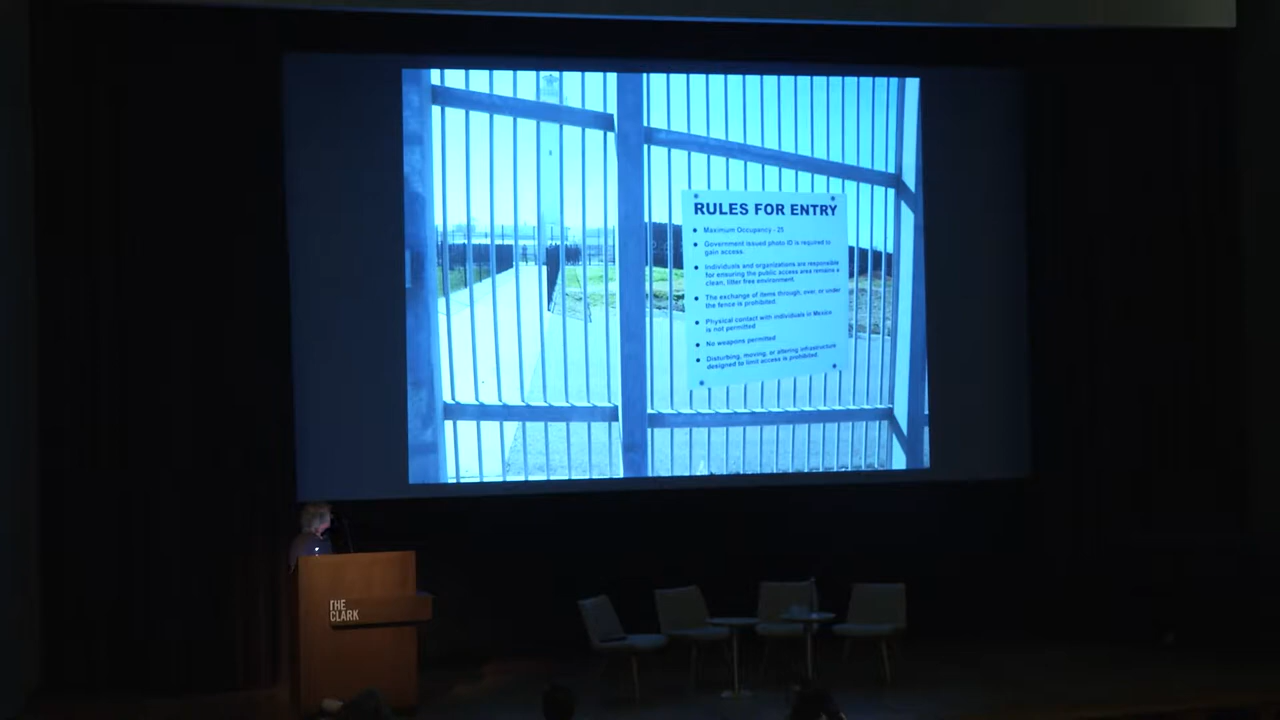 RULES FOR ENTRY
Maximum Occupancy - 25
Government issued photo ID is required to
gain access.
Individuals and organizations are responsible
for ensuring the public access area remains a
clean, litter free environment.
The exchange of items through, over, or under
the fence is prohibited.
Physical contact with individuals in Mexico
is not permitted
No weapons permitted
Disturbing, moving, or altering infrastructure
designed to limit access is prohibited.
THE
CLARK